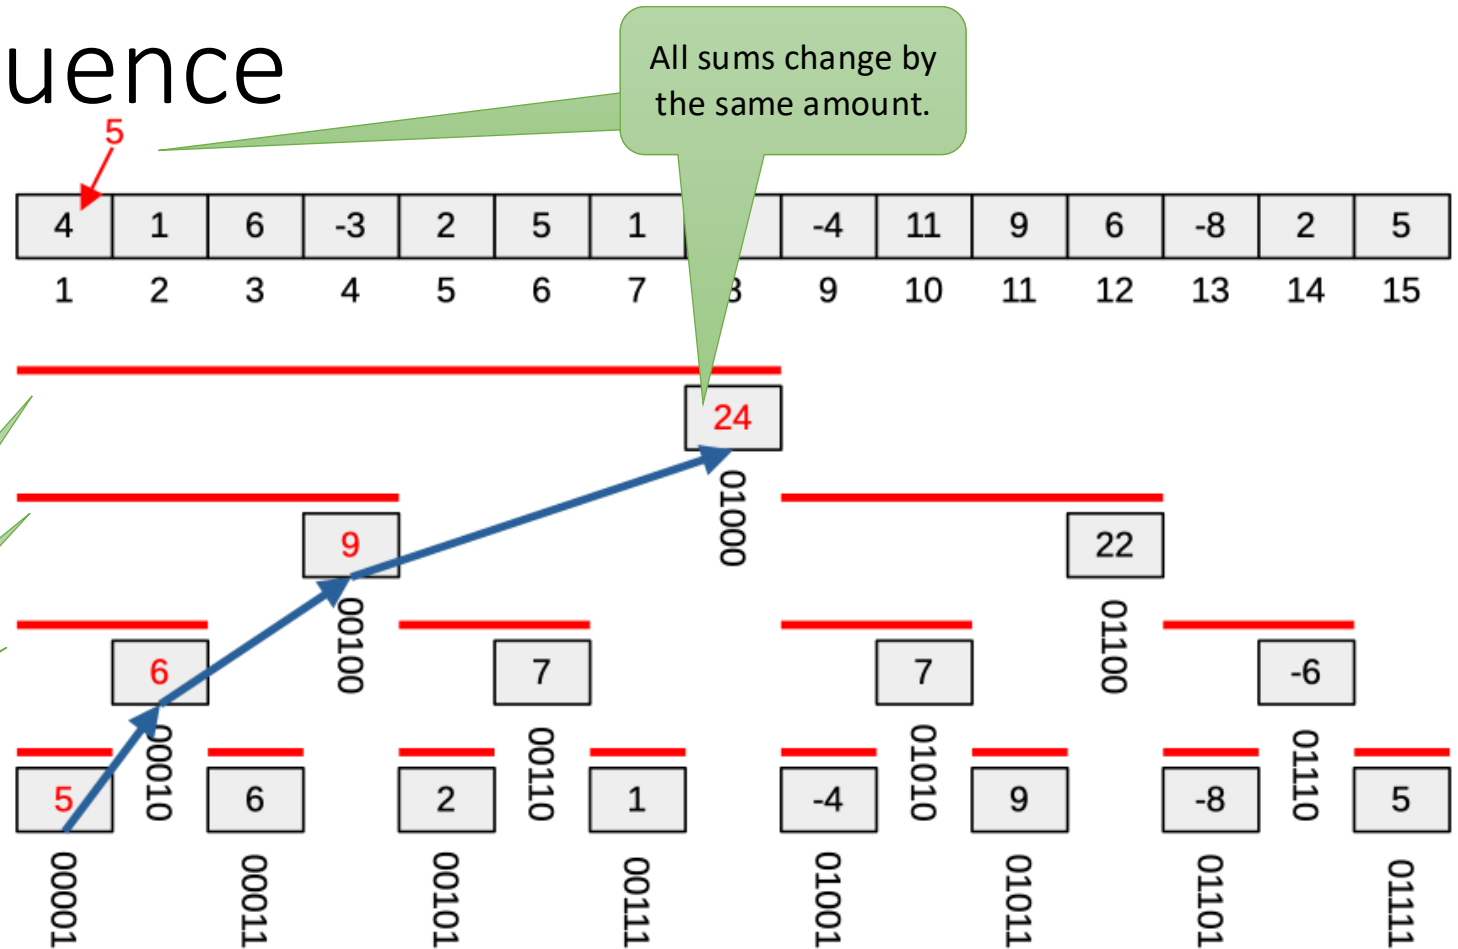 uence
All sums change by
the same amount.
5
4 1 6 -3 2 5 1 -4 11 9 6 -8 2 5
1 2 3 4 5 6 7 8 9 10 11 12 13 14 15
24
01000
9 22
00100 01100
6 7 7 -6
00010 00110 01010 01110
5 6 2 1 -4 9 -8 5
00001 00011 00101 00111 01001 01011 01101 01111